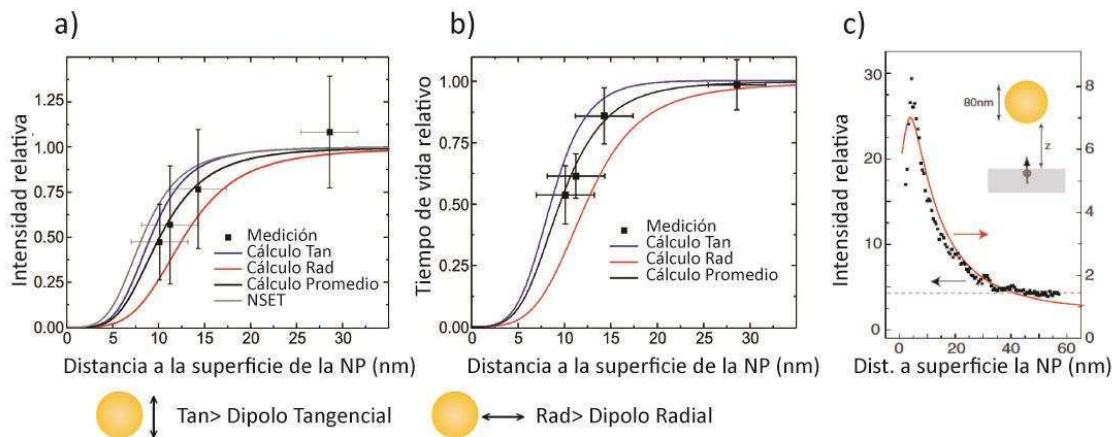 a)
Intensidad relativa
1.25
1.00
0.75
0.50
0.25
0.00
0 5 10 15 20 25 30
Medición
Cálculo Tan
Cálculo Rad
Cálculo Promedio
NSET
Distancia a la superficie de la NP (nm)
b)
Tiempo de vida relativo
1.00
0.75
0.50
0.25
0.00
0 5 10 15 20 25 30
Medición
Cálculo Tan
Cálculo Rad
Cálculo Promedio
Distancia a la superficie de la NP (nm)
c)
Intensidad relativa
30
25
20
15
10
5
0
8
6
4
2
0
80nm
z
0 20 40 60
Dist. a superficie la NP (nm)
Tan> Dipolo Tangencial
Rad> Dipolo Radial